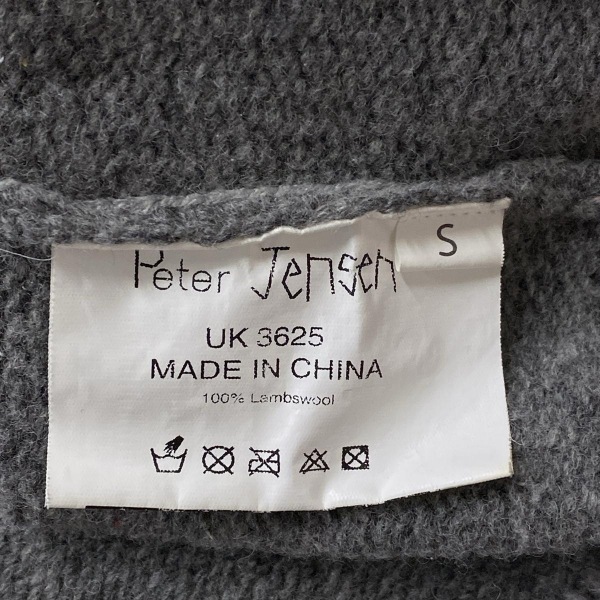 Peter Jensen
S
UK 3625
MADE IN CHINA
100% Lambswool